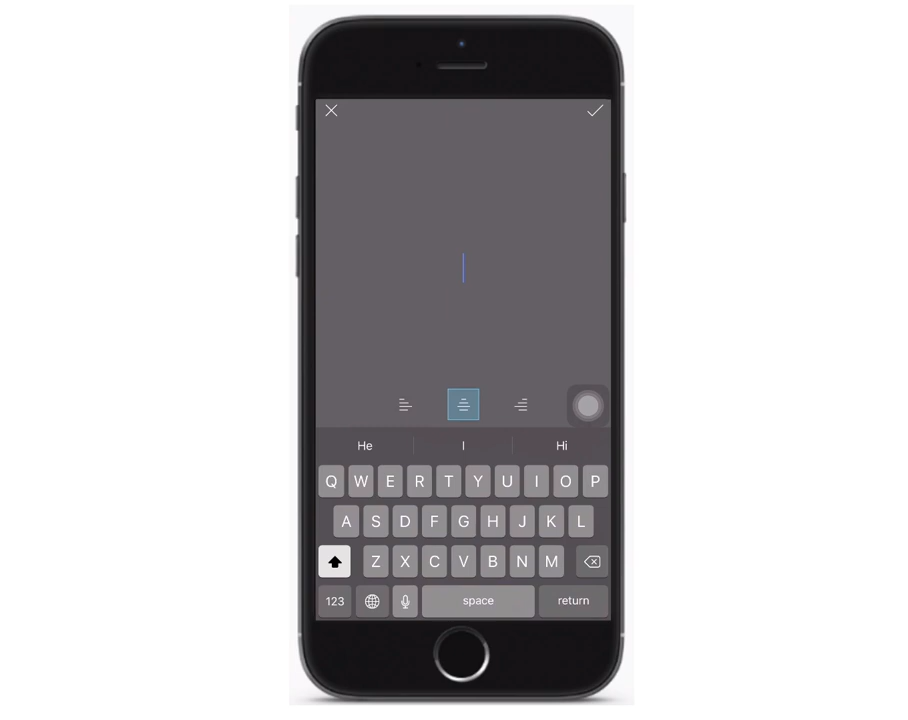 He I Hi
Q W E R T Y U I O P
A S D F G H J K L
Z X C V B N M
123 space return